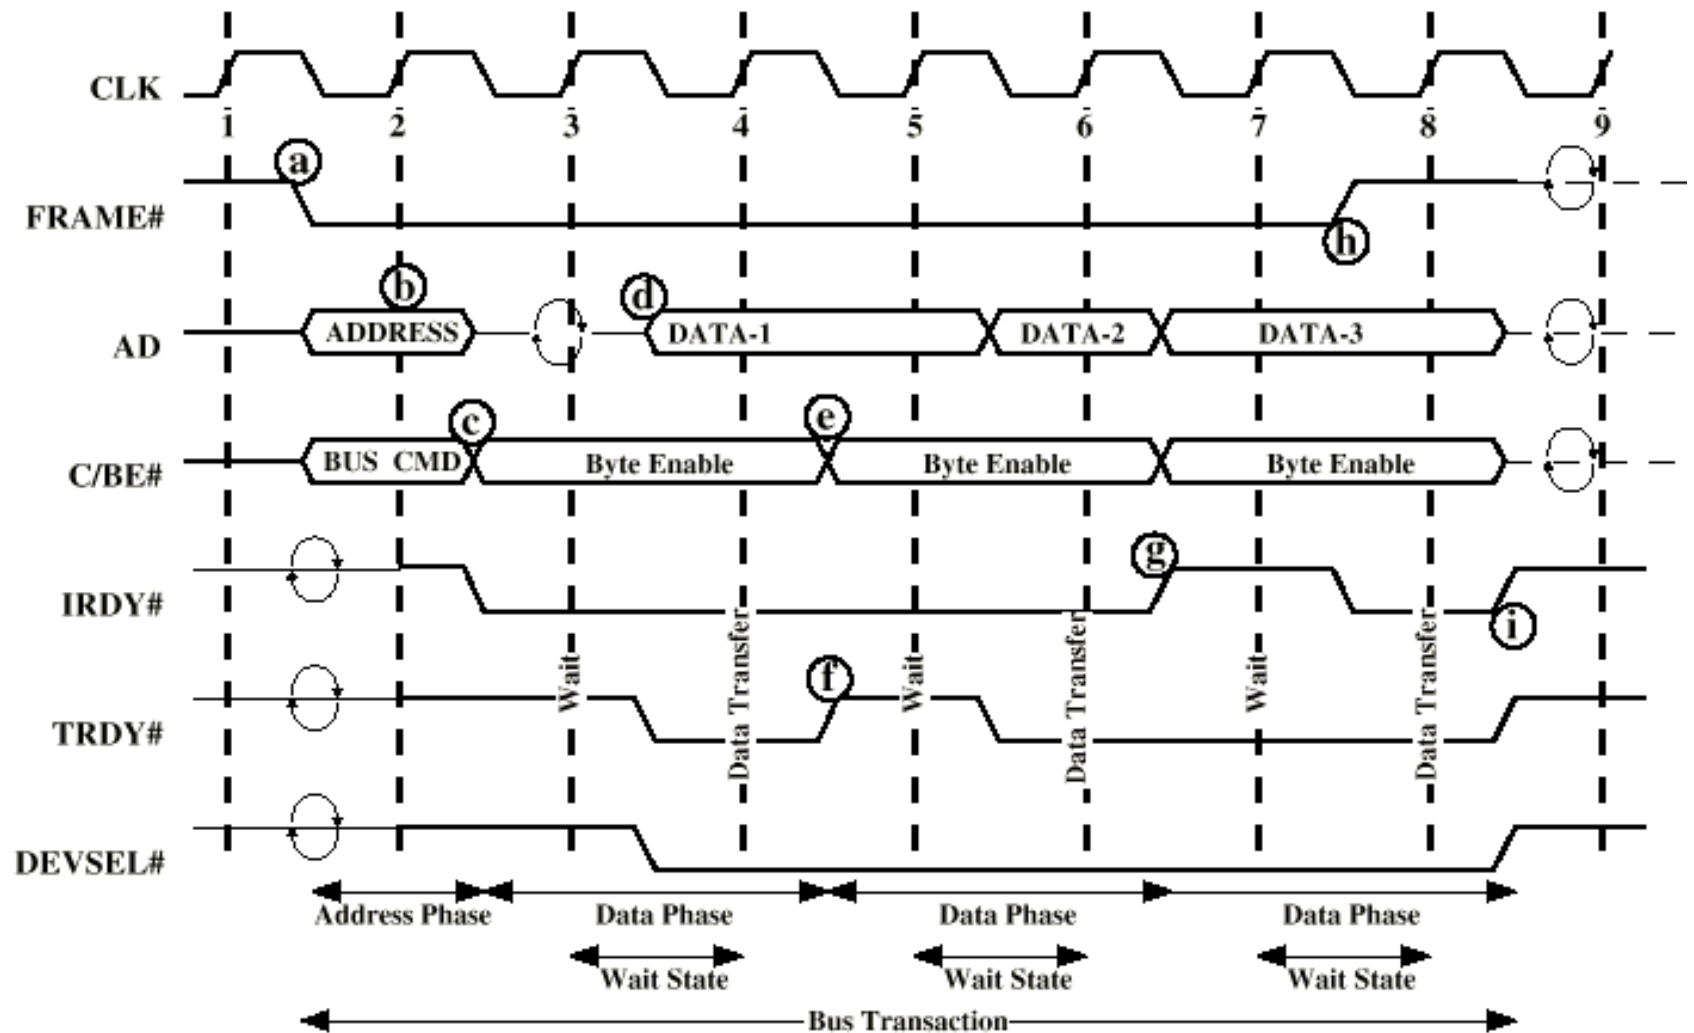 CLK
1 2 3 4 5 6 7 8 9
a
FRAME#
h
b
d
ADDRESS DATA-1 DATA-2 DATA-3
AD
c
e
BUS CMD Byte Enable Byte Enable Byte Enable
C/BE#
g
IRDY#
i
Wait
Data Transfer
Wait
Data Transfer
Wait
Data Transfer
f
TRDY#
DEVSEL#
Address Phase Data Phase Data Phase Data Phase
Wait State Wait State Wait State
Bus Transaction